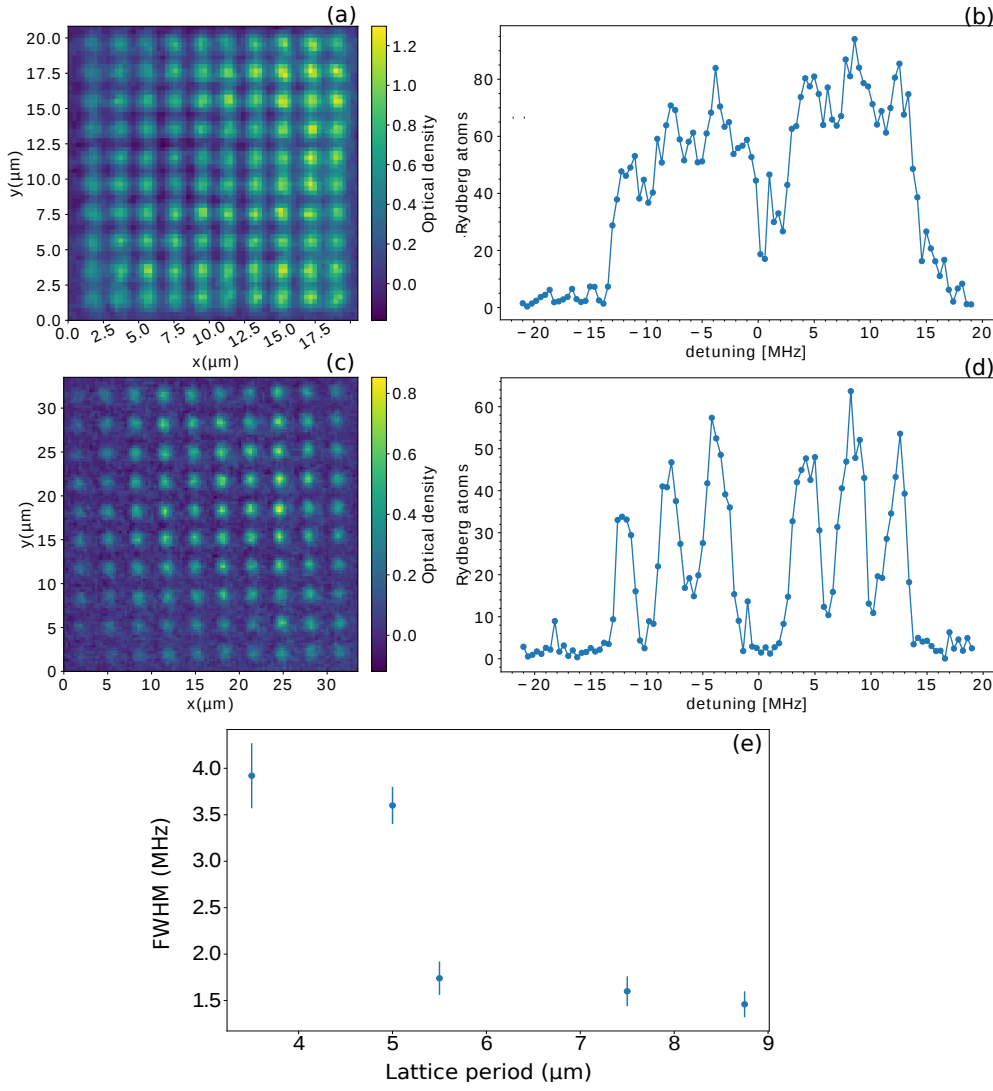 (a)
20.0
17.5
15.0
12.5
10.0
7.5
5.0
2.5
0.0
y(μm)
0.0 2.5 5.0 7.5 10.0 12.5 15.0 17.5
x(μm)
1.2
1.0
0.8
0.6
0.4
0.2
0.0
Optical density
(b)
80
60
40
20
0
Rydberg atoms
−20 −15 −10 −5 0 5 10 15 20
detuning [MHz]
(c)
30
25
20
15
10
5
0
y(μm)
0 5 10 15 20 25 30
x(μm)
0.8
0.6
0.4
0.2
0.0
Optical density
(d)
60
50
40
30
20
10
0
Rydberg atoms
−20 −15 −10 −5 0 5 10 15 20
detuning [MHz]
(e)
4.0
3.5
3.0
2.5
2.0
1.5
FWHM (MHz)
4 5 6 7 8 9
Lattice period (μm)